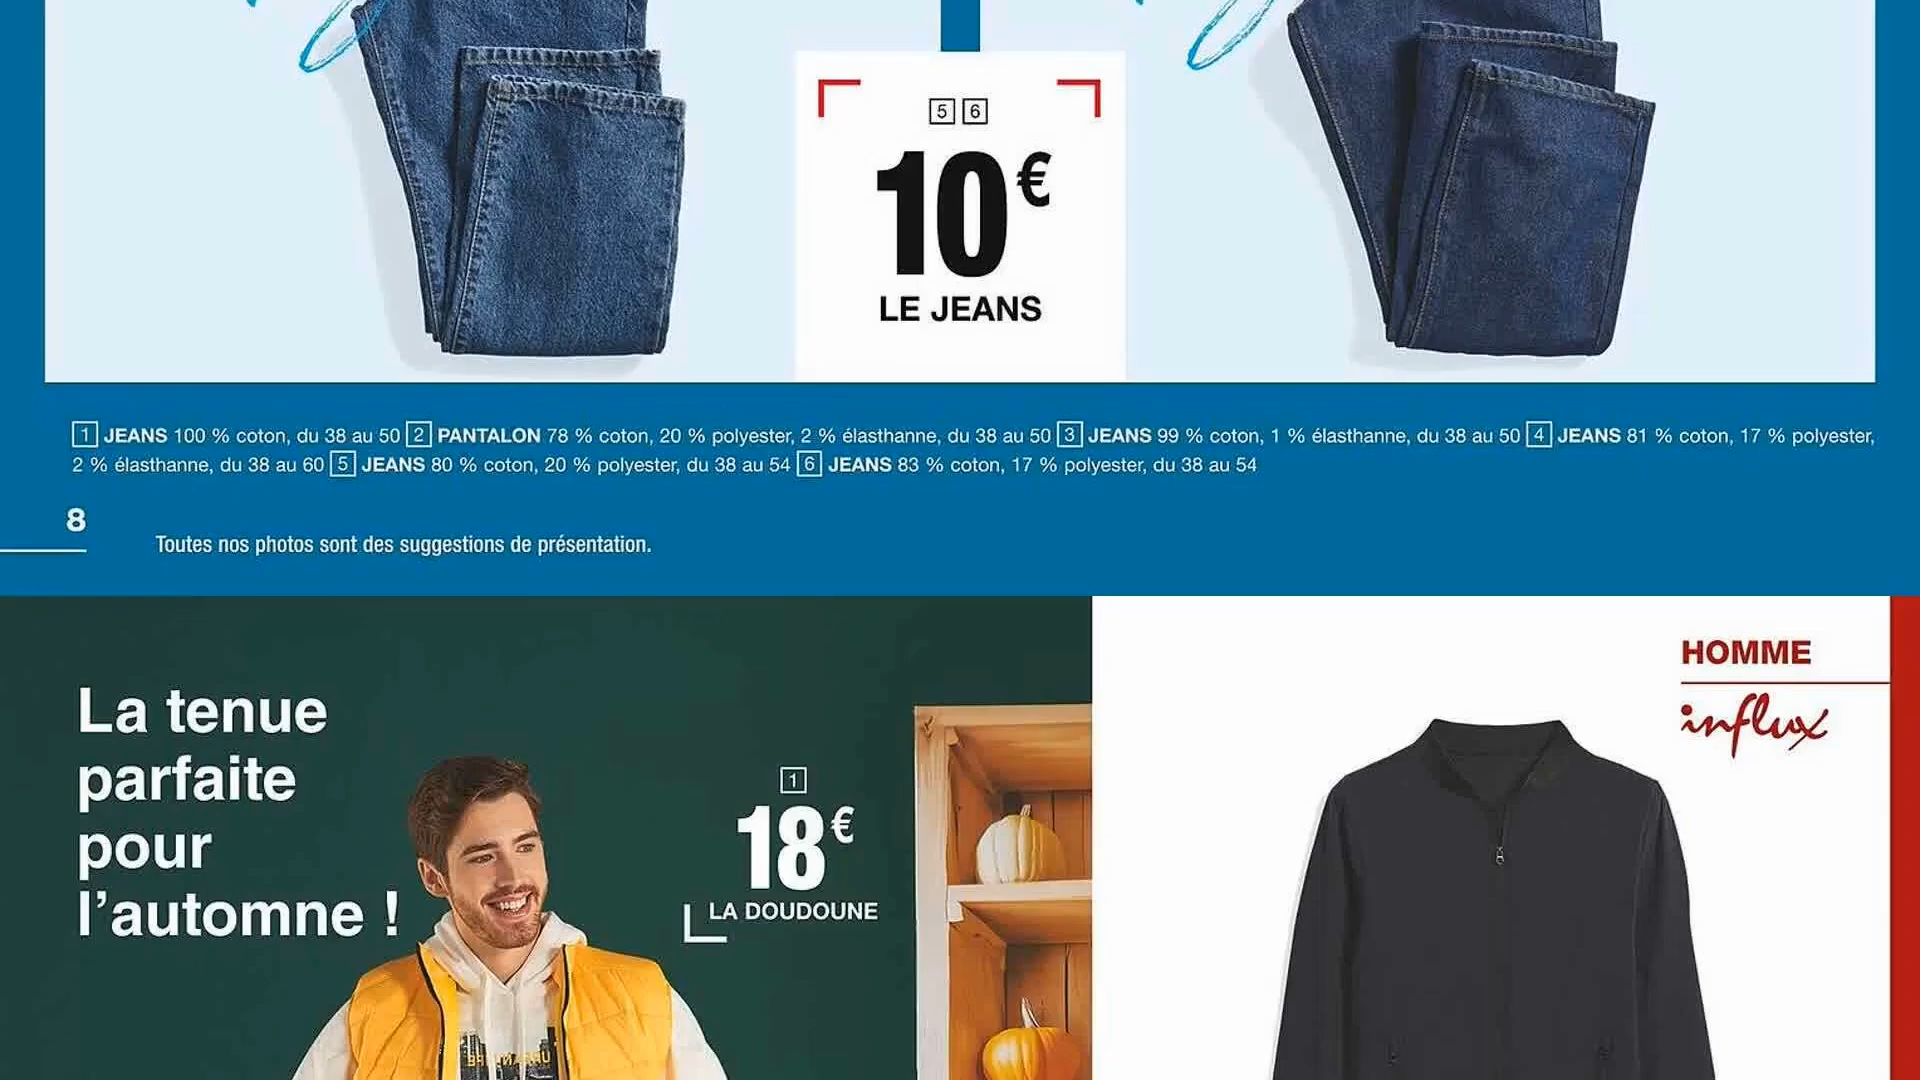 5 6
10€
LE JEANS
1 JEANS 100 % coton, du 38 au 50 2 PANTALON 78 % coton, 20 % polyester, 2 % élasthanne, du 38 au 50 3 JEANS 99 % coton, 1 % élasthanne, du 38 au 50 4 JEANS 81 % coton, 17 % polyester,
2 % élasthanne, du 38 au 60 5 JEANS 80 % coton, 20 % polyester, du 38 au 54 6 JEANS 83 % coton, 17 % polyester, du 38 au 54
8
Toutes nos photos sont des suggestions de présentation.
La tenue
parfaite
pour
l’automne !
1
18€
LA DOUDOUNE
HOMME
influx